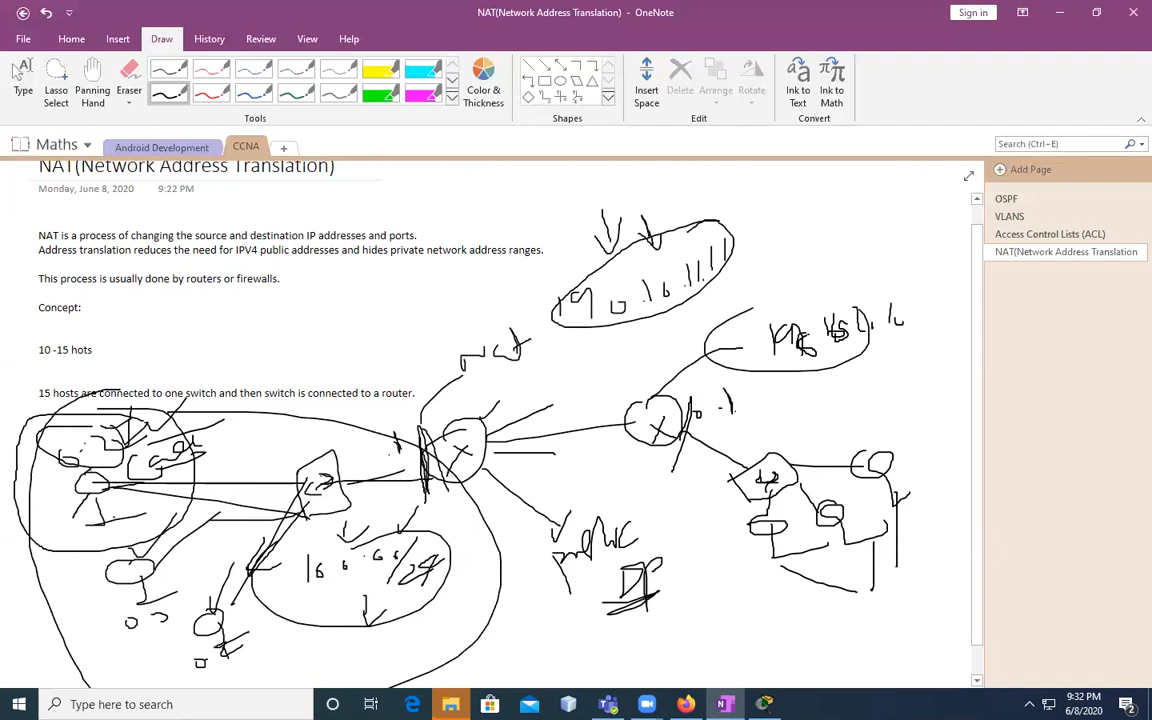 NAT(Network Address Translation) - OneNote
Sign in
File
Home
Insert
Draw
History
Review
View
Help
Type
Lasso Select
Panning Hand
Eraser
Color & Thickness
Insert Space
Delete
Arrange
Rotate
Ink to Text
Ink to Math
Tools
Shapes
Edit
Convert
Maths
Android Development
CCNA
Search (Ctrl+E)
Add Page
OSPF
VLANS
Access Control Lists (ACL)
NAT(Network Address Translation
NAT(Network Address Translation)
Monday, June 8, 2020
9:22 PM
NAT is a process of changing the source and destination IP addresses and ports.
Address translation reduces the need for IPV4 public addresses and hides private network address ranges.
This process is usually done by routers or firewalls.
Concept:
10 -15 hots
15 hosts are connected to one switch and then switch is connected to a router.
nat
Type here to search
9:32 PM
6/8/2020
2